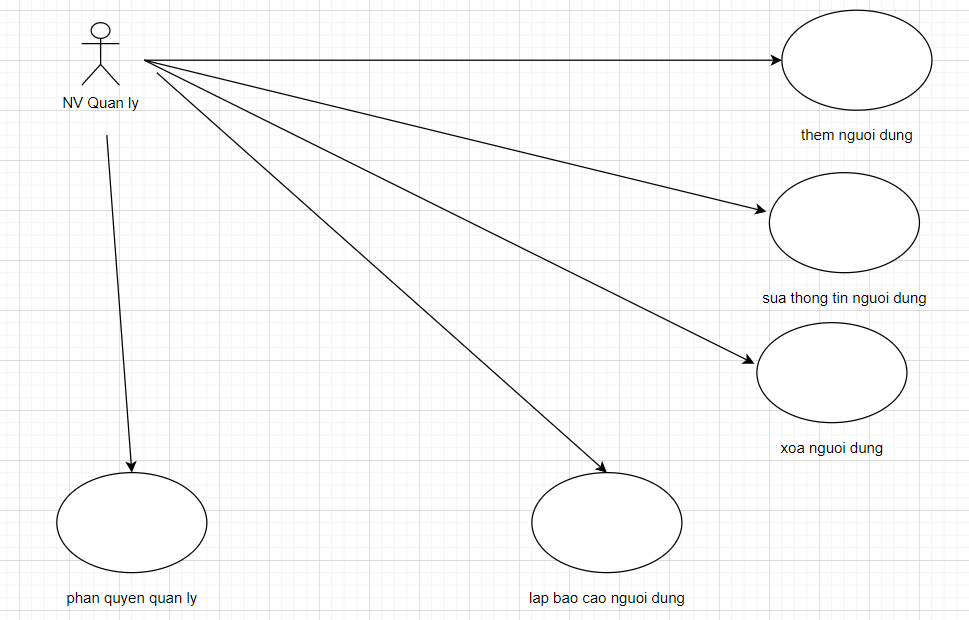 NV Quan ly
them nguoi dung
sua thong tin nguoi dung
xoa nguoi dung
phan quyen quan ly
lap bao cao nguoi dung